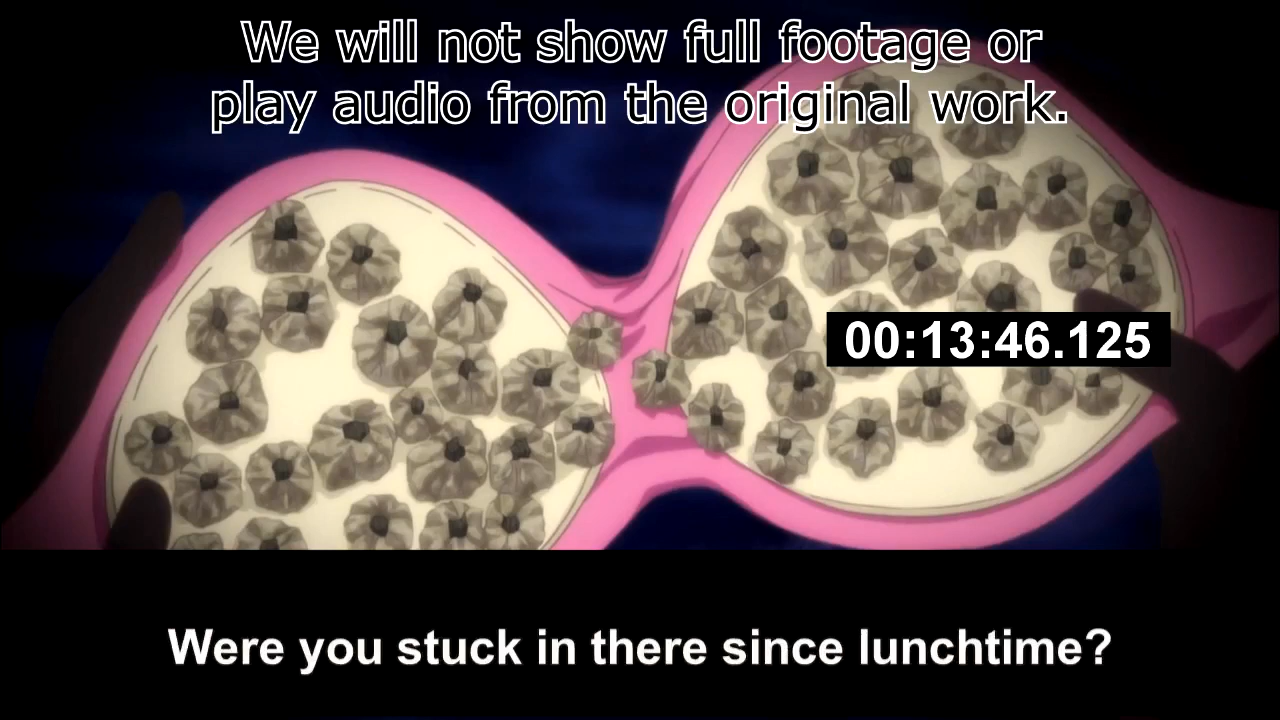 We will not show full footage or
play audio from the original work.
00:13:46.125
Were you stuck in there since lunchtime?